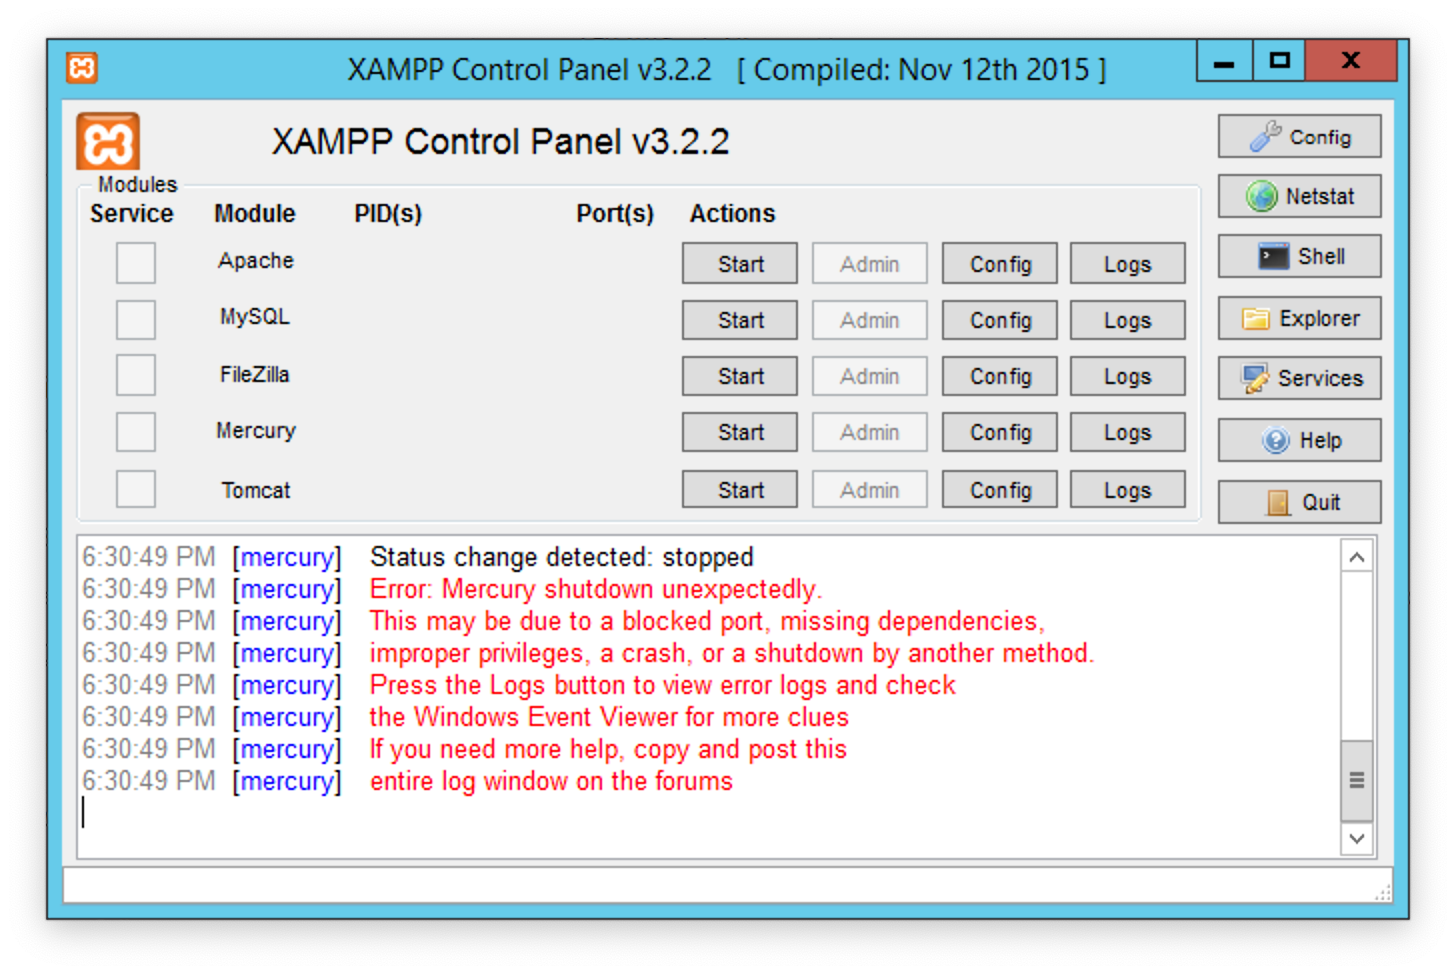 XAMPP Control Panel v3.2.2 [ Compiled: Nov 12th 2015 ]
XAMPP Control Panel v3.2.2
Config
Modules
Service Module PID(s) Port(s) Actions
Netstat
Apache Start Admin Config Logs
Shell
MySQL Start Admin Config Logs
Explorer
FileZilla Start Admin Config Logs
Services
Mercury Start Admin Config Logs
Help
Tomcat Start Admin Config Logs
Quit
6:30:49 PM [mercury] Status change detected: stopped
6:30:49 PM [mercury] Error: Mercury shutdown unexpectedly.
6:30:49 PM [mercury] This may be due to a blocked port, missing dependencies,
6:30:49 PM [mercury] improper privileges, a crash, or a shutdown by another method.
6:30:49 PM [mercury] Press the Logs button to view error logs and check
6:30:49 PM [mercury] the Windows Event Viewer for more clues
6:30:49 PM [mercury] If you need more help, copy and post this
6:30:49 PM [mercury] entire log window on the forums